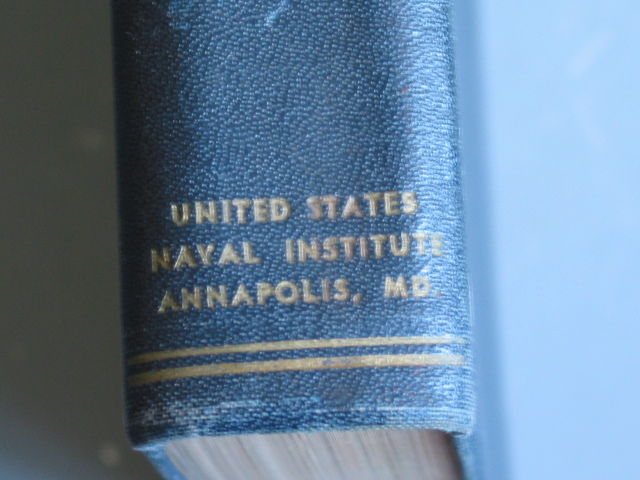 UNITED STATES
NAVAL INSTITUTE
ANNAPOLIS, MD.